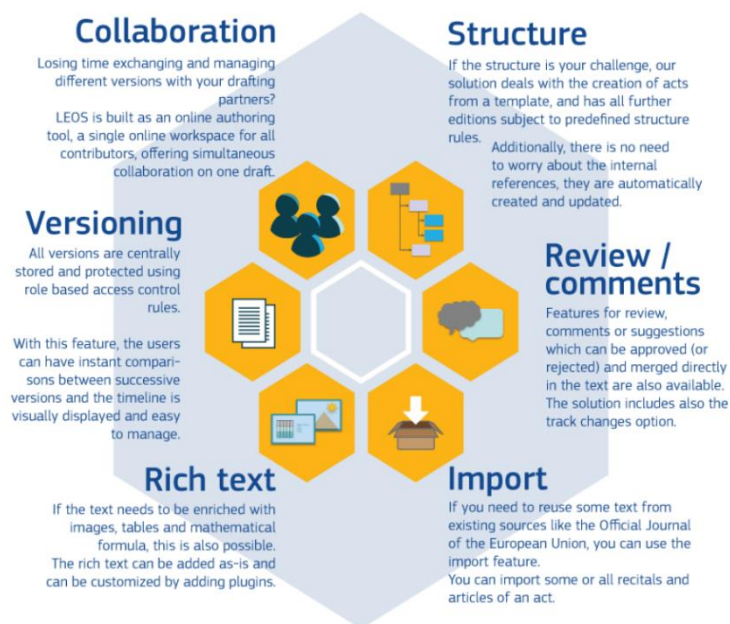 Collaboration
Losing time exchanging and managing
different versions with your drafting
partners?
LEOS is built as an online authoring
tool, a single online workspace for all
contributors, offering simultaneous
collaboration on one draft.
Structure
If the structure is your challenge, our
solution deals with the creation of acts
from a template, and has all further
editions subject to predefined structure
rules.
Additionally, there is no need
to worry about the internal
references, they are automatically
created and updated.
Versioning
All versions are centrally
stored and protected using
role based access control
rules.
With this feature, the users
can have instant compari-
sons between successive
versions and the timeline is
visually displayed and easy
to manage.
Review /
comments
Features for review,
comments or suggestions
which can be approved (or
rejected) and merged directly
in the text are also available.
The solution includes also the
track changes option.
Rich text
If the text needs to be enriched with
images, tables and mathematical
formula, this is also possible.
The rich text can be added as-is and
can be customized by adding plugins.
Import
If you need to reuse some text from
existing sources like the Official Journal
of the European Union, you can use the
import feature.
You can import some or all recitals and
articles of an act.